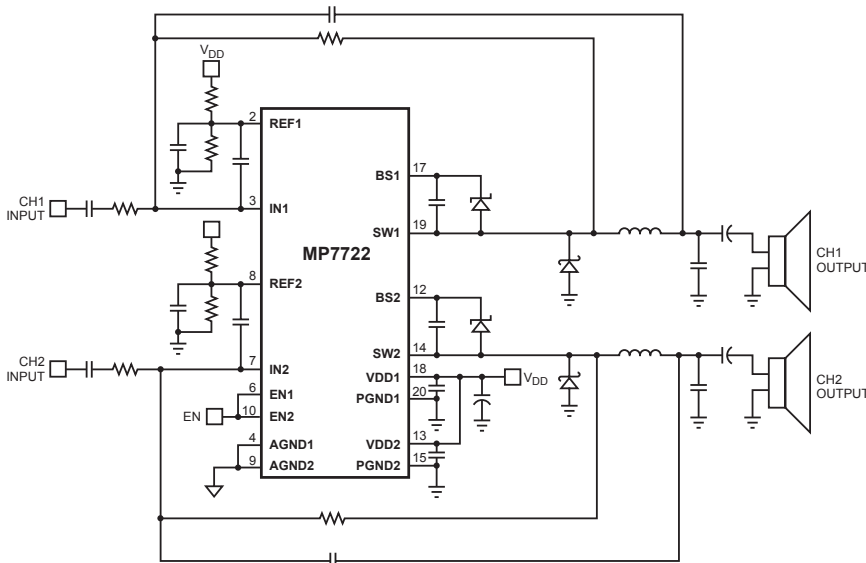 VDD
2 REF1
17
BS1
CH1
INPUT
3 IN1
19
SW1
MP7722
CH1
OUTPUT
8 REF2
12
BS2
CH2
INPUT
7 IN2
14
SW2
18
VDD1
VDD
6 EN1
20
PGND1
EN
10 EN2
CH2
OUTPUT
4 AGND1
13
VDD2
9 AGND2
15
PGND2